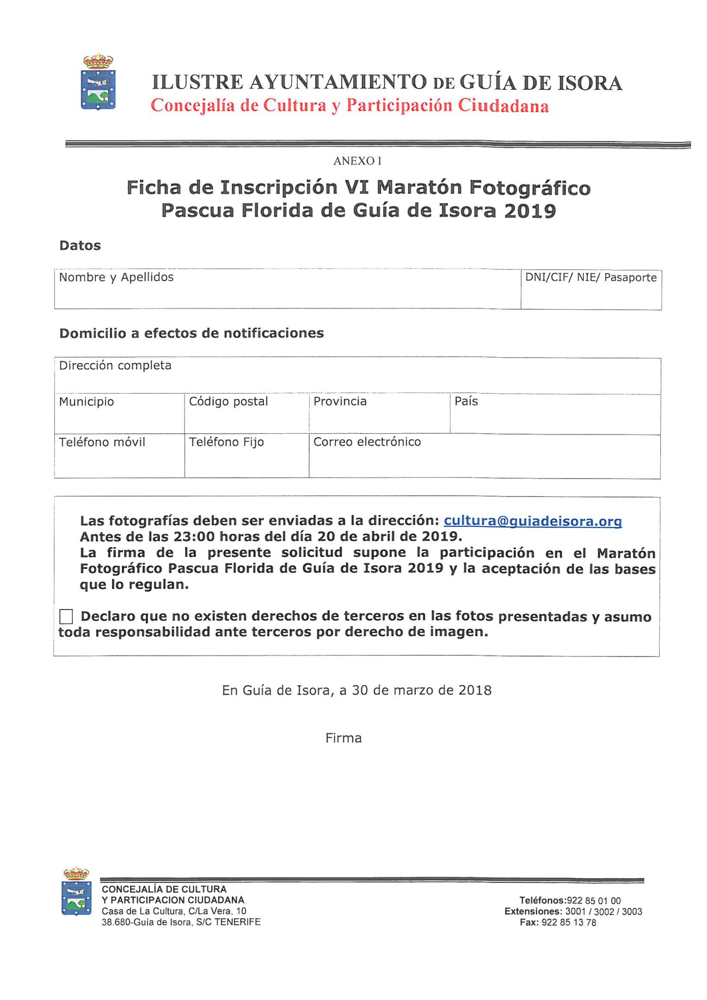 ILUSTRE AYUNTAMIENTO DE GUÍA DE ISORA
Concejalía de Cultura y Participación Ciudadana
ANEXO I
Ficha de Inscripción VI Maratón Fotográfico
Pascua Florida de Guía de Isora 2019
Datos
Nombre y Apellidos
DNI/CIF/ NIE/ Pasaporte
Domicilio a efectos de notificaciones
Dirección completa
Municipio
Código postal
Provincia
País
Teléfono móvil
Teléfono Fijo
Correo electrónico
Las fotografías deben ser enviadas a la dirección: cultura@guiadeisora.org
Antes de las 23:00 horas del día 20 de abril de 2019.
La firma de la presente solicitud supone la participación en el Maratón
Fotográfico Pascua Florida de Guía de Isora 2019 y la aceptación de las bases
que lo regulan.
Declaro que no existen derechos de terceros en las fotos presentadas y asumo
toda responsabilidad ante terceros por derecho de imagen.
En Guía de Isora, a 30 de marzo de 2018
Firma
CONCEJALÍA DE CULTURA
Y PARTICIPACION CIUDADANA
Casa de La Cultura, C/La Vera, 10
38.680-Guía de Isora, S/C TENERIFE
Teléfonos:922 85 01 00
Extensiones: 3001 / 3002 / 3003
Fax: 922 85 13 78